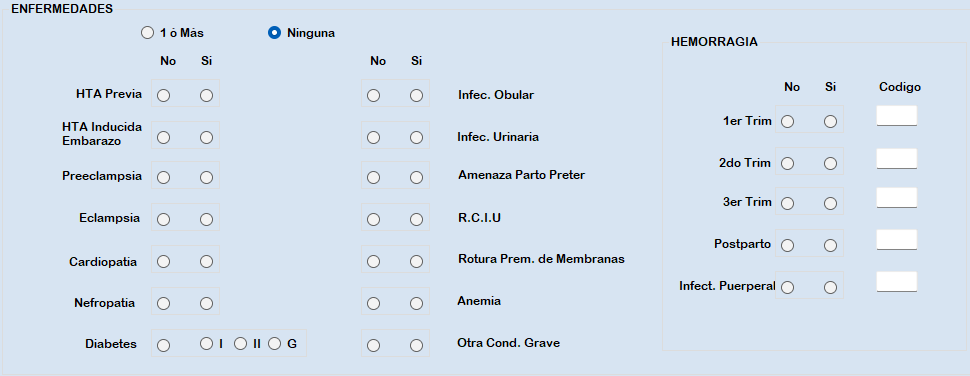 ENFERMEDADES
1 ó Más
Ninguna
No Si
No Si
HTA Previa
Infec. Obular
HTA Inducida
Embarazo
Infec. Urinaria
Preeclampsia
Amenaza Parto Preter
Eclampsia
R.C.I.U
Cardiopatia
Rotura Prem. de Membranas
Nefropatia
Anemia
Diabetes
I II G
Otra Cond. Grave
HEMORRAGIA
No Si Codigo
1er Trim
2do Trim
3er Trim
Postparto
Infect. Puerperal